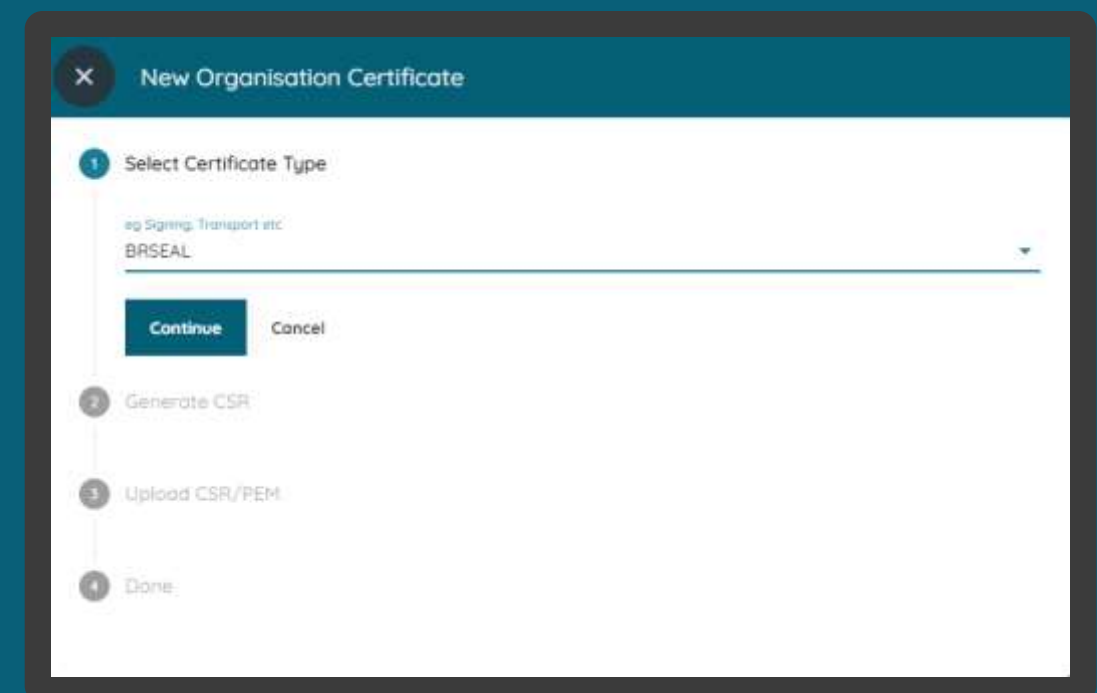 New Organisation Certificate
1 Select Certificate Type
eg Signing, Transport etc
BRSEAL
Continue Cancel
2 Generate CSR
3 Upload CSR/PEM
4 Done